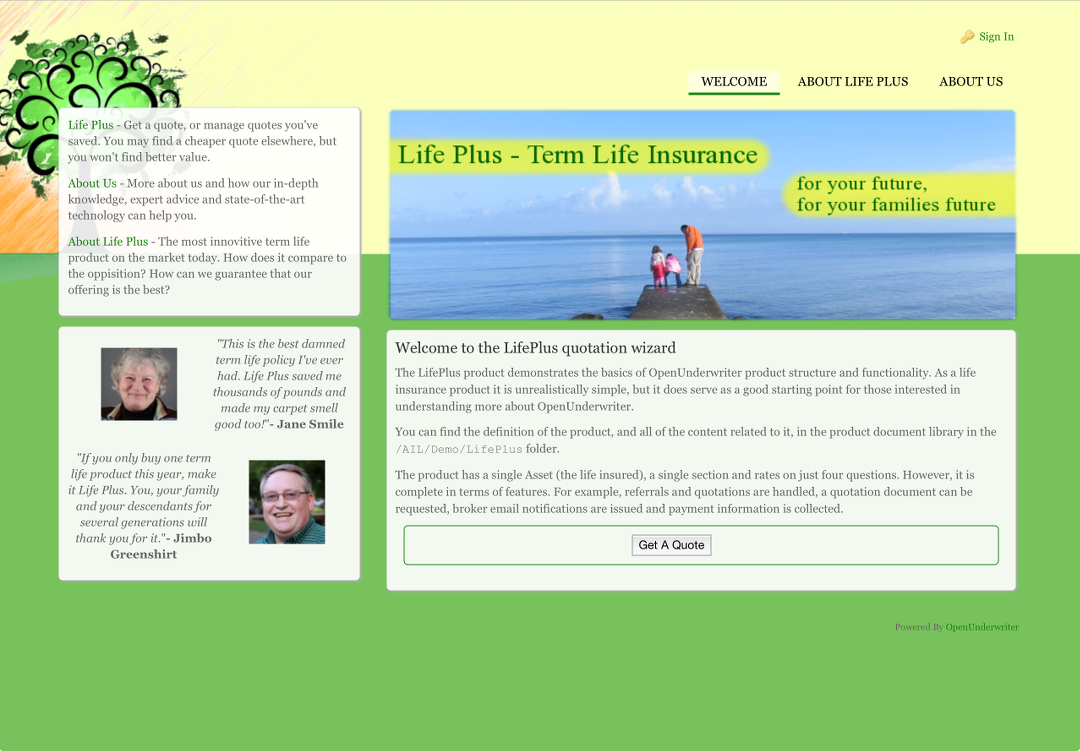 Sign In
WELCOME ABOUT LIFE PLUS ABOUT US
Life Plus - Get a quote, or manage quotes you've
saved. You may find a cheaper quote elsewhere, but
you won't find better value.
About Us - More about us and how our in-depth
knowledge, expert advice and state-of-the-art
technology can help you.
About Life Plus - The most innovitive term life
product on the market today. How does it compare to
the oppisition? How can we guarantee that our
offering is the best?
"This is the best damned
term life policy I've ever
had. Life Plus saved me
thousands of pounds and
made my carpet smell
good too!"- Jane Smile
"If you only buy one term
life product this year, make
it Life Plus. You, your family
and your descendants for
several generations will
thank you for it."- Jimbo
Greenshirt
Life Plus - Term Life Insurance
for your future,
for your families future
Welcome to the LifePlus quotation wizard
The LifePlus product demonstrates the basics of OpenUnderwriter product structure and functionality. As a life
insurance product it is unrealistically simple, but it does serve as a good starting point for those interested in
understanding more about OpenUnderwriter.
You can find the definition of the product, and all of the content related to it, in the product document library in the
/AIL/Demo/LifePlus folder.
The product has a single Asset (the life insured), a single section and rates on just four questions. However, it is
complete in terms of features. For example, referrals and quotations are handled, a quotation document can be
requested, broker email notifications are issued and payment information is collected.
Get A Quote
Powered By OpenUnderwriter